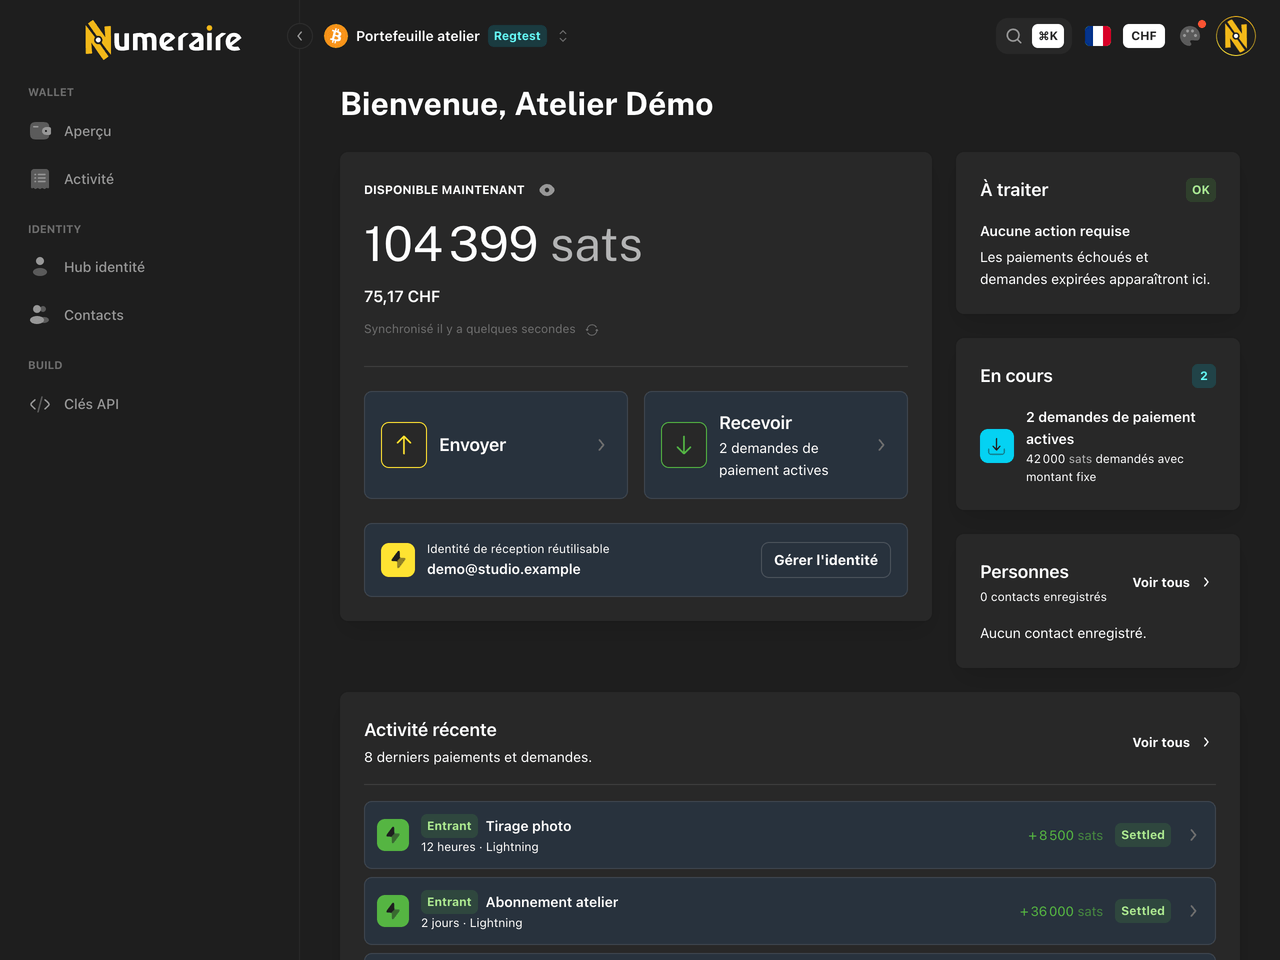 Numeraire
Portefeuille atelier Regtest
⌘K
CHF
WALLET
Aperçu
Activité
IDENTITY
Hub identité
Contacts
BUILD
Clés API
Bienvenue, Atelier Démo
DISPONIBLE MAINTENANT
104 399 sats
75,17 CHF
Synchronisé il y a quelques secondes
Envoyer
Recevoir
2 demandes de
paiement actives
Identité de réception réutilisable
demo@studio.example
Gérer l'identité
À traiter
OK
Aucune action requise
Les paiements échoués et
demandes expirées apparaîtront ici.
En cours
2
2 demandes de paiement
actives
42 000 sats demandés avec
montant fixe
Personnes
0 contacts enregistrés
Voir tous
Aucun contact enregistré.
Activité récente
8 derniers paiements et demandes.
Voir tous
Entrant Tirage photo
12 heures · Lightning
+8 500 sats Settled
Entrant Abonnement atelier
2 jours · Lightning
+36 000 sats Settled